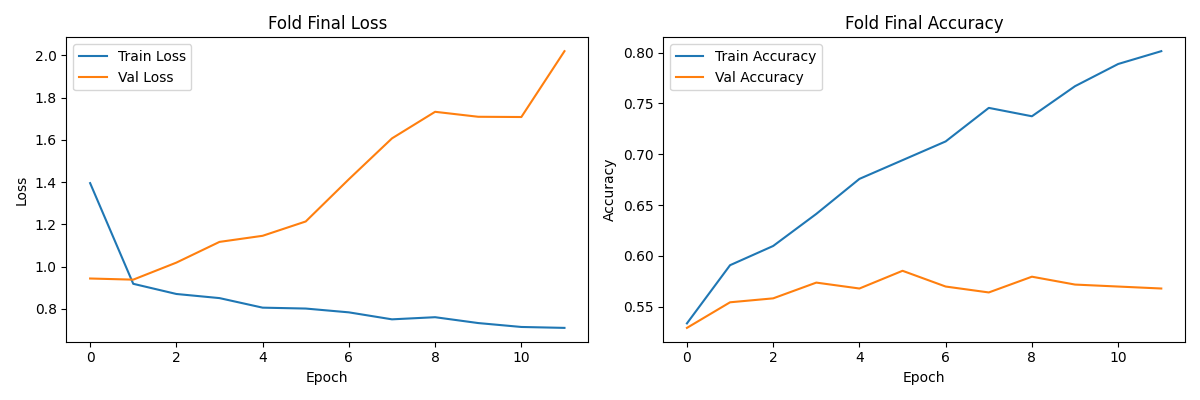 Fold Final Loss
Train Loss
Val Loss
2.0
1.8
1.6
1.4
1.2
1.0
0.8
Loss
0 2 4 6 8 10
Epoch
Fold Final Accuracy
Train Accuracy
Val Accuracy
0.80
0.75
0.70
0.65
0.60
0.55
Accuracy
0 2 4 6 8 10
Epoch